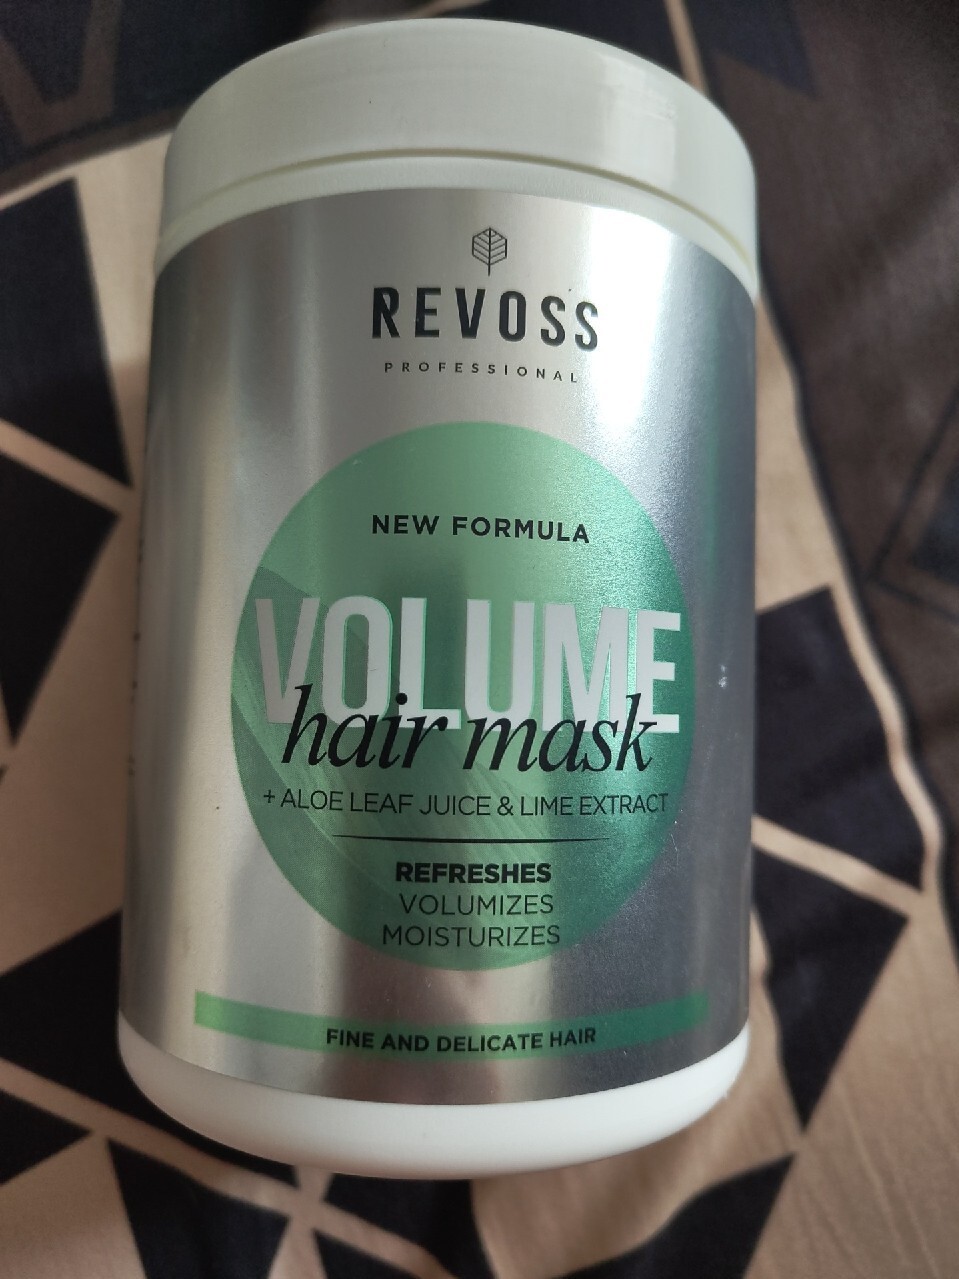 REVOSS
PROFESSIONAL
NEW FORMULA
VOLUME
hair mask
+ ALOE LEAF JUICE & LIME EXTRACT
REFRESHES
VOLUMIZES
MOISTURIZES
FINE AND DELICATE HAIR